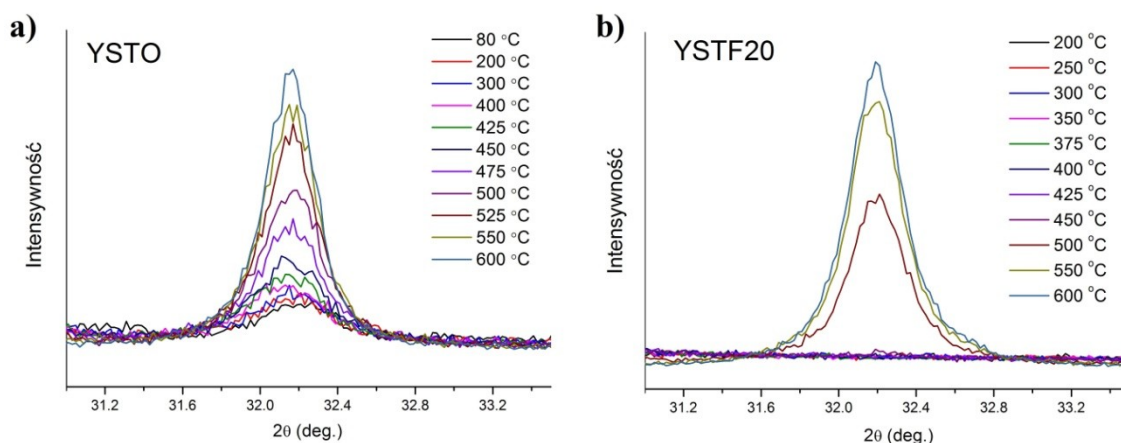 a)
YSTO
80 °C
200 °C
300 °C
400 °C
425 °C
450 °C
475 °C
500 °C
525 °C
550 °C
600 °C
Intensywność
31.2 31.6 32.0 32.4 32.8 33.2
2θ (deg.)
b)
YSTF20
200 °C
250 °C
300 °C
350 °C
375 °C
400 °C
425 °C
450 °C
500 °C
550 °C
600 °C
Intensywność
31.2 31.6 32.0 32.4 32.8 33.2
2θ (deg.)